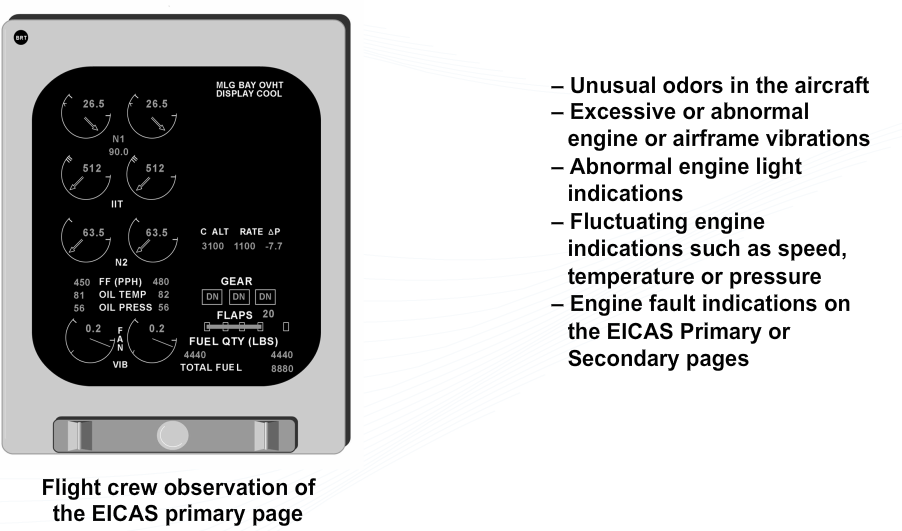 BRT
MLG BAY OVHT
DISPLAY COOL
26.5 26.5
N1
90.0
512 512
IIT
63.5 63.5
N2
C ALT RATE ΔP
3100 1100 -7.7
450 FF (PPH) 480
81 OIL TEMP 82
56 OIL PRESS 56
GEAR
DN DN DN
FLAPS 20
0.2 FAN 0.2
VIB
FUEL QTY (LBS)
4440 4440
TOTAL FUEL 8880
Flight crew observation of
the EICAS primary page
– Unusual odors in the aircraft
– Excessive or abnormal
engine or airframe vibrations
– Abnormal engine light
indications
– Fluctuating engine
indications such as speed,
temperature or pressure
– Engine fault indications on
the EICAS Primary or
Secondary pages